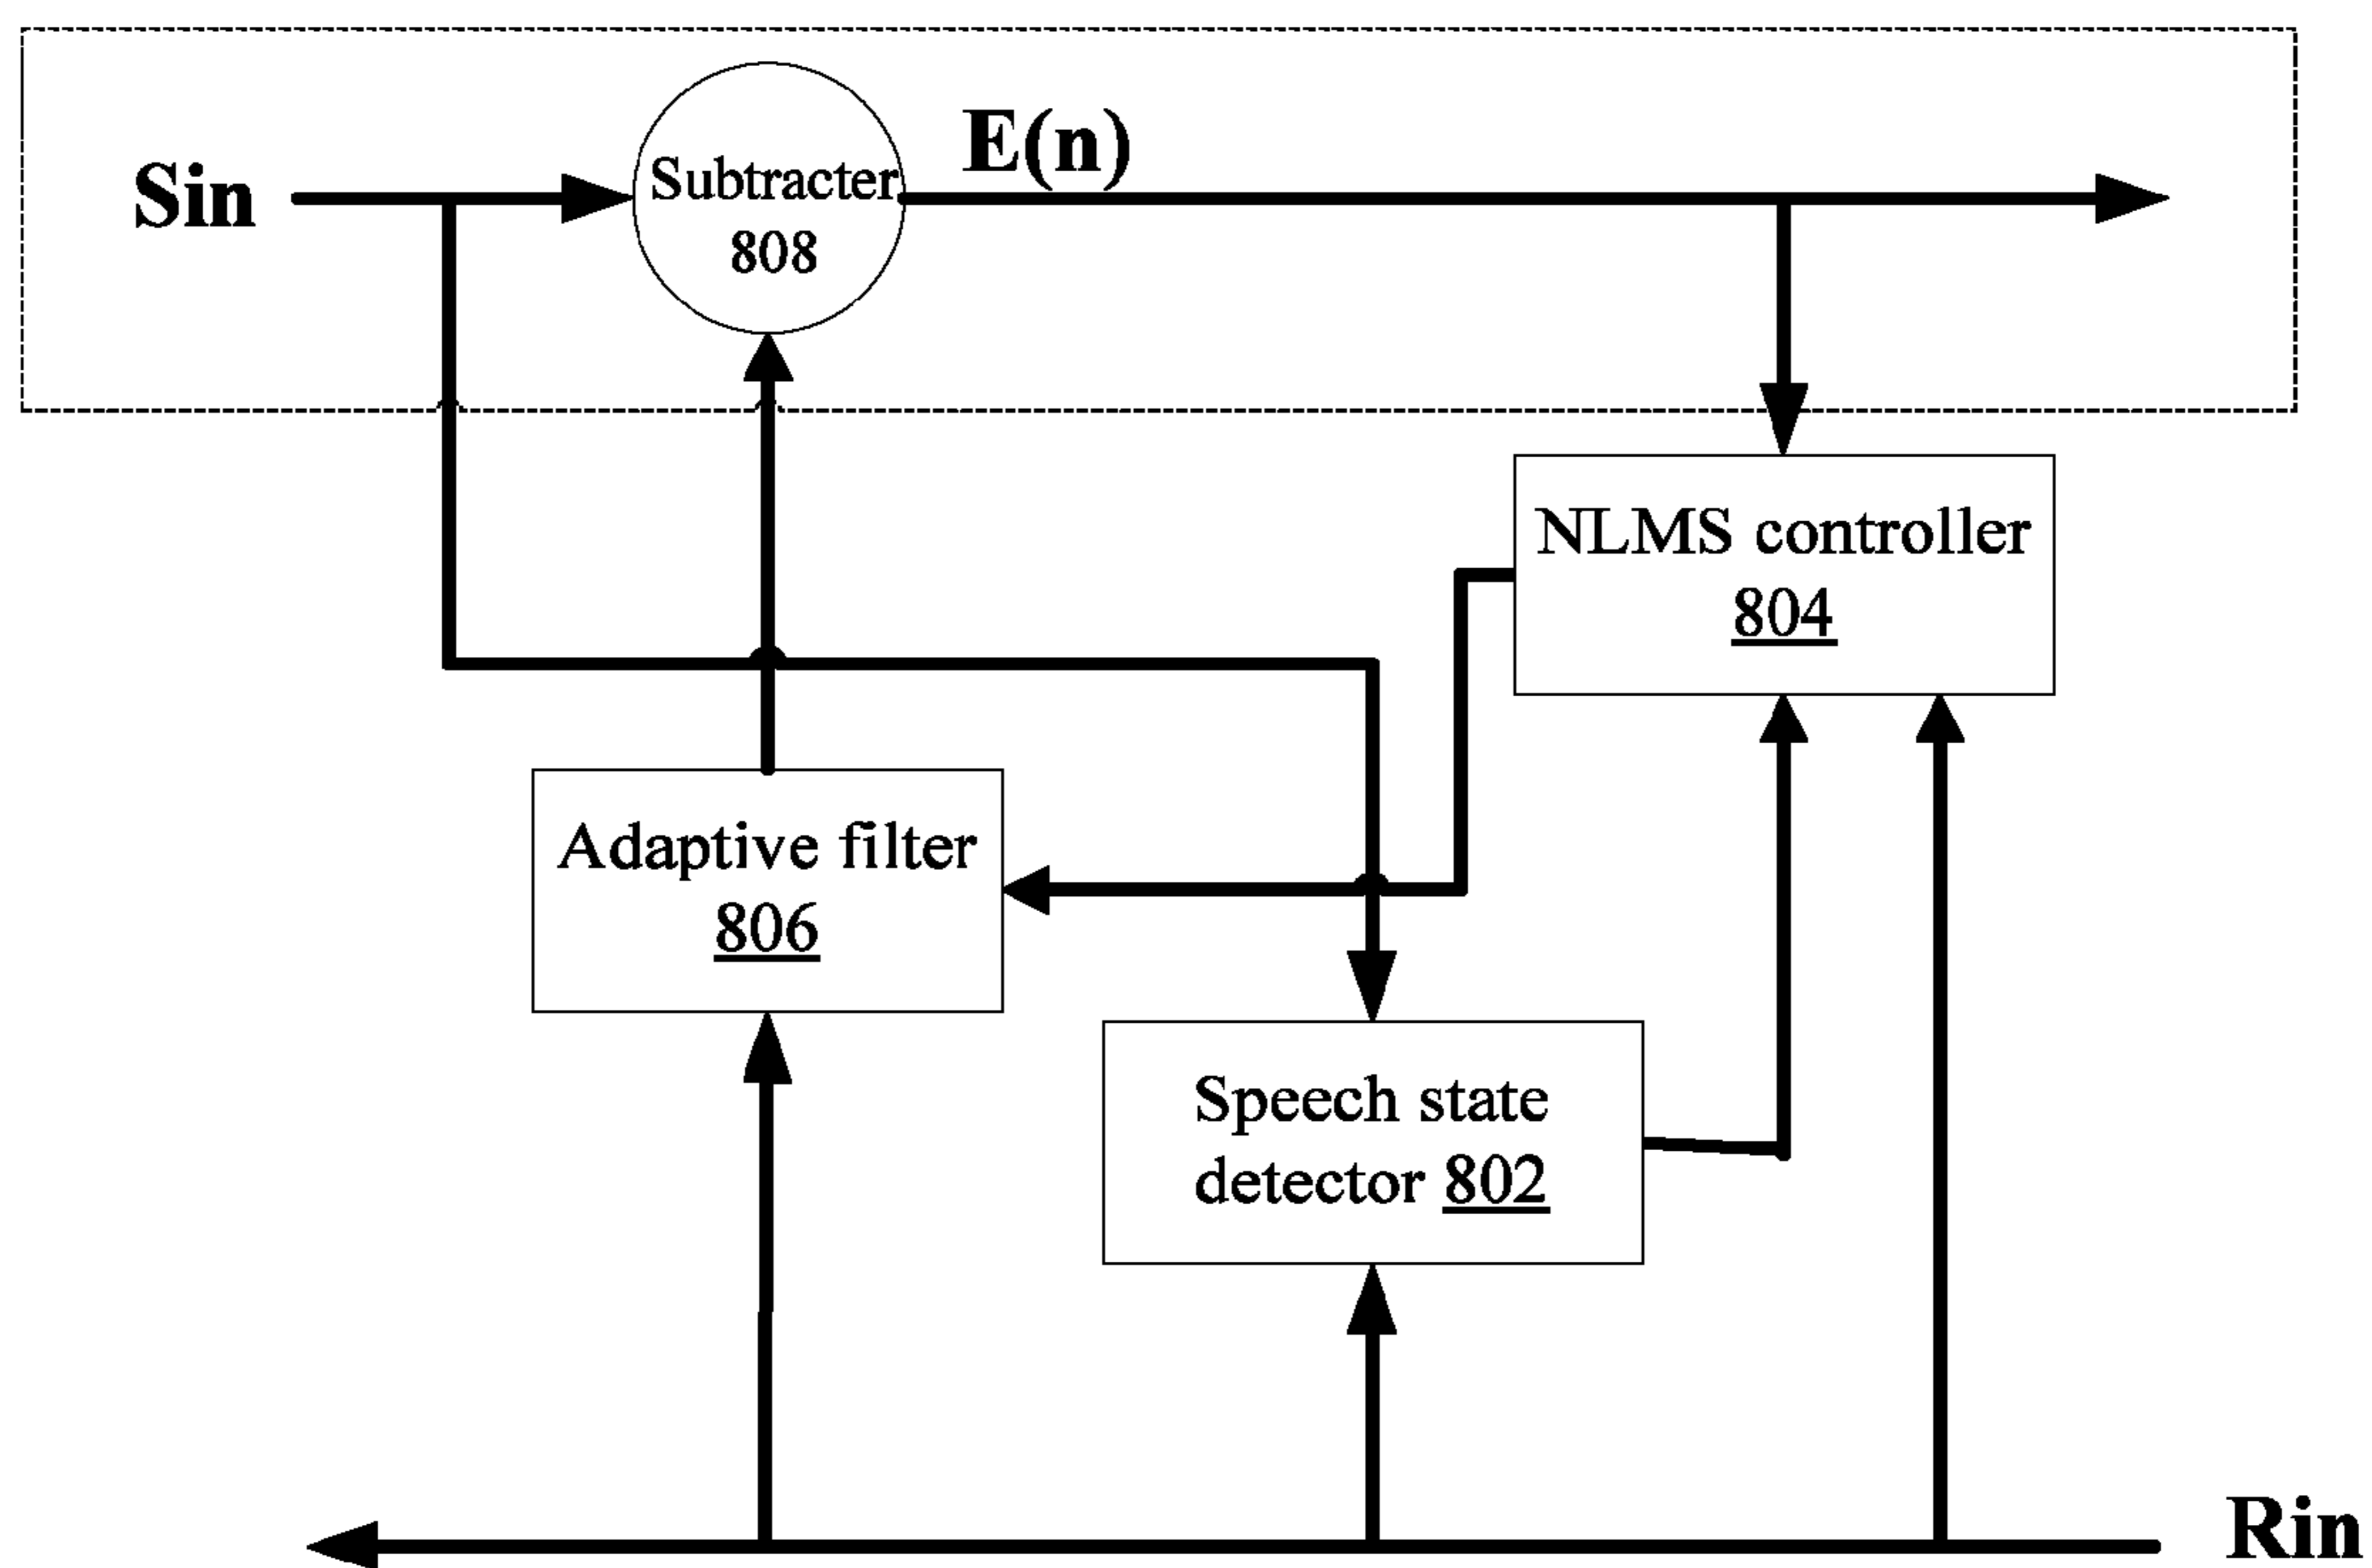 Sin
Subtracter
808
E(n)
NLMS controller
804
Adaptive filter
806
Speech state
detector 802
Rin